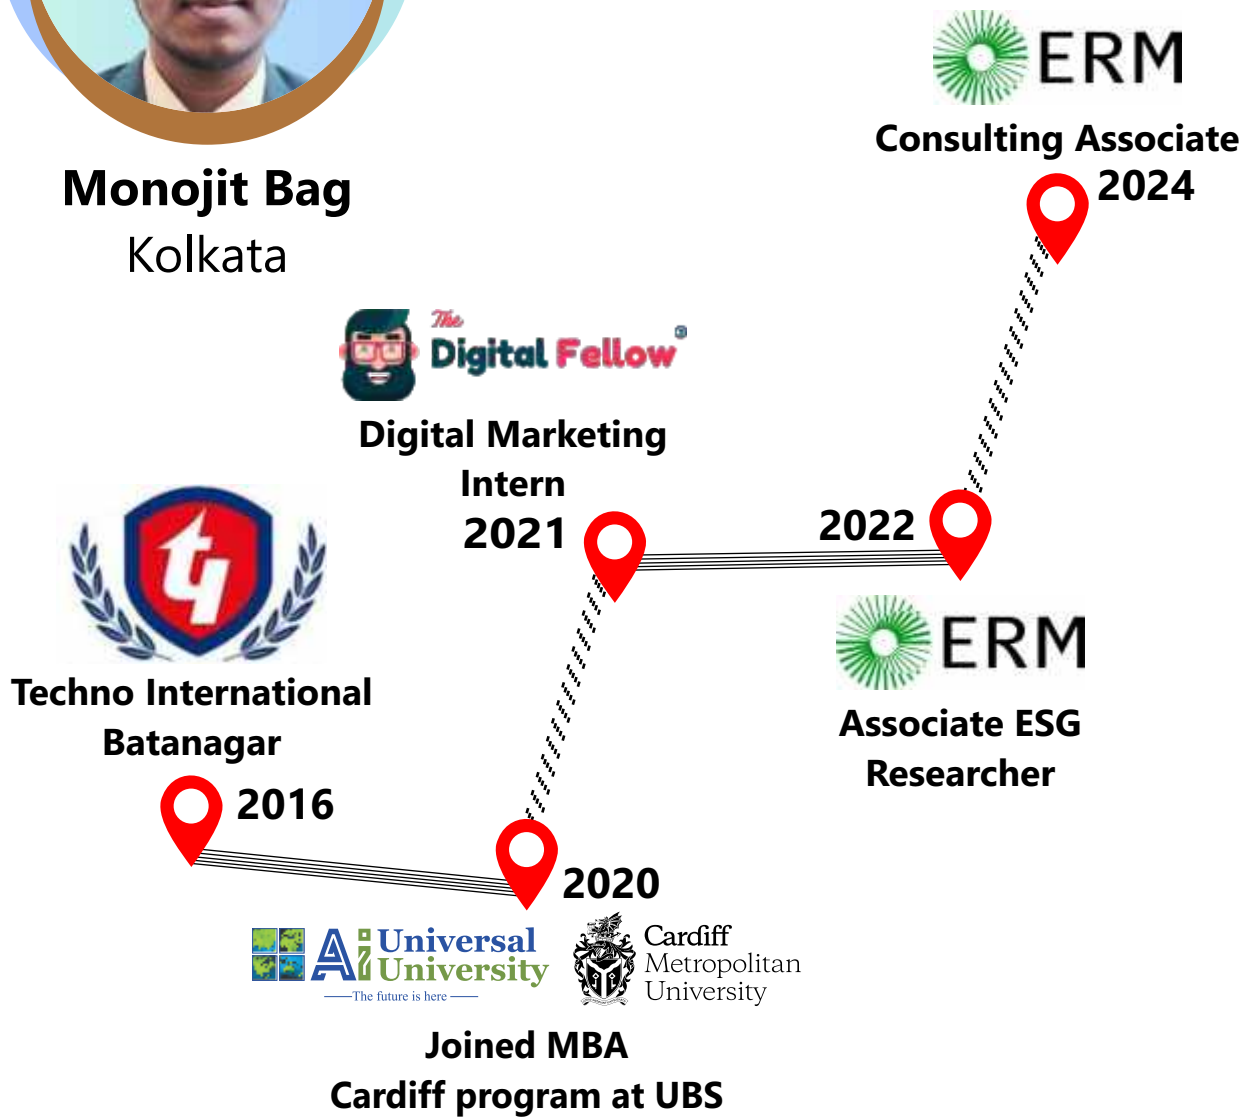 ERM
Consulting Associate
2024
Monojit Bag
Kolkata
The
Digital Fellow®
Digital Marketing
Intern
2021
2022
ERM
Associate ESG
Researcher
Techno International
Batanagar
2016
2020
Ai Universal
University
The future is here
Cardiff
Metropolitan
University
Joined MBA
Cardiff program at UBS